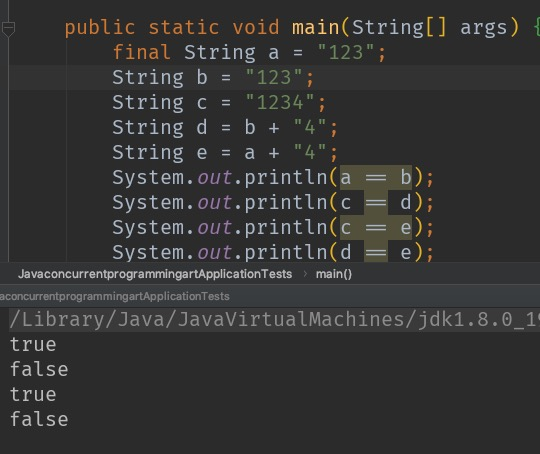 public static void main(String[] args) {
final String a = "123";
String b = "123";
String c = "1234";
String d = b + "4";
String e = a + "4";
System.out.println(a == b);
System.out.println(c == d);
System.out.println(c == e);
System.out.println(d == e);
JavaconcurrentprogrammingartApplicationTests › main()
aconcurrentprogrammingartApplicationTests
/Library/Java/JavaVirtualMachines/jdk1.8.0_19
true
false
true
false